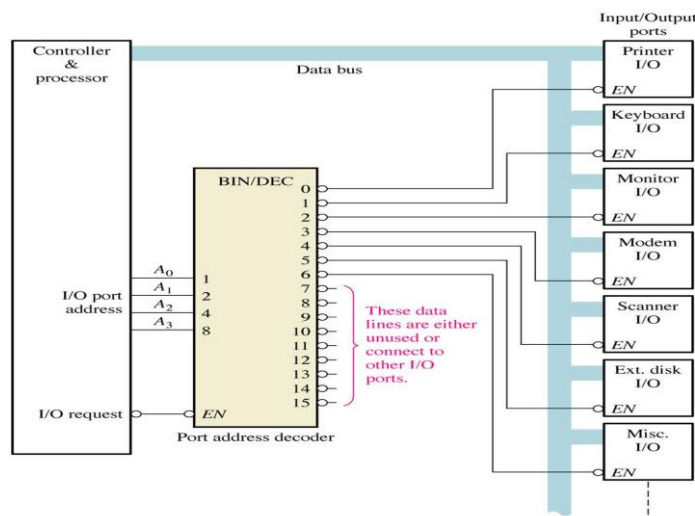 Input/Output
ports
Controller
&
processor
Data bus
Printer
I/O
EN
Keyboard
I/O
EN
Monitor
I/O
EN
Modem
I/O
EN
Scanner
I/O
EN
Ext. disk
I/O
EN
Misc.
I/O
EN
BIN/DEC
0
1
2
3
4
5
6
7
8
9
10
11
12
13
14
15
I/O port
address
A0
A1
A2
A3
1
2
4
8
I/O request
EN
Port address decoder
These data
lines are either
unused or
connect to
other I/O
ports.